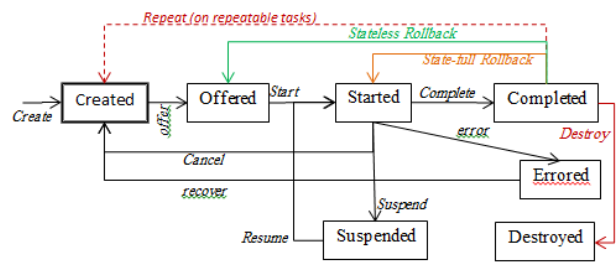 Repeat (on repeatable tasks)
Stateless Rollback
State-full Rollback
Created
Offered
Start
Started
Complete
Completed
Create
offer
error
Destroy
Cancel
Errored
recover
Suspend
Resume
Suspended
Destroyed